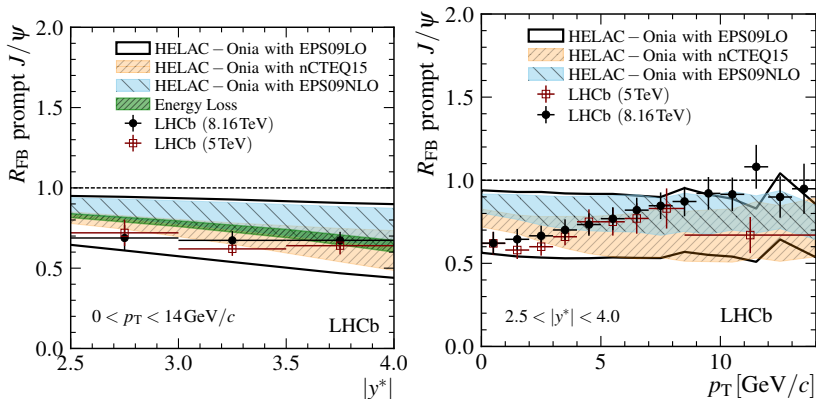 R_FB prompt J/ψ
2.0
1.5
1.0
0.5
0.0
HELAC−Onia with EPS09LO
HELAC−Onia with nCTEQ15
HELAC−Onia with EPS09NLO
Energy Loss
LHCb (8.16TeV)
LHCb (5TeV)
0 < p_T < 14GeV/c
LHCb
2.5
3.0
3.5
4.0
|y*|
R_FB prompt J/ψ
2.0
1.5
1.0
0.5
0.0
HELAC−Onia with EPS09LO
HELAC−Onia with nCTEQ15
HELAC−Onia with EPS09NLO
LHCb (5TeV)
LHCb (8.16TeV)
2.5 < |y*| < 4.0
LHCb
0
5
10
p_T [GeV/c]